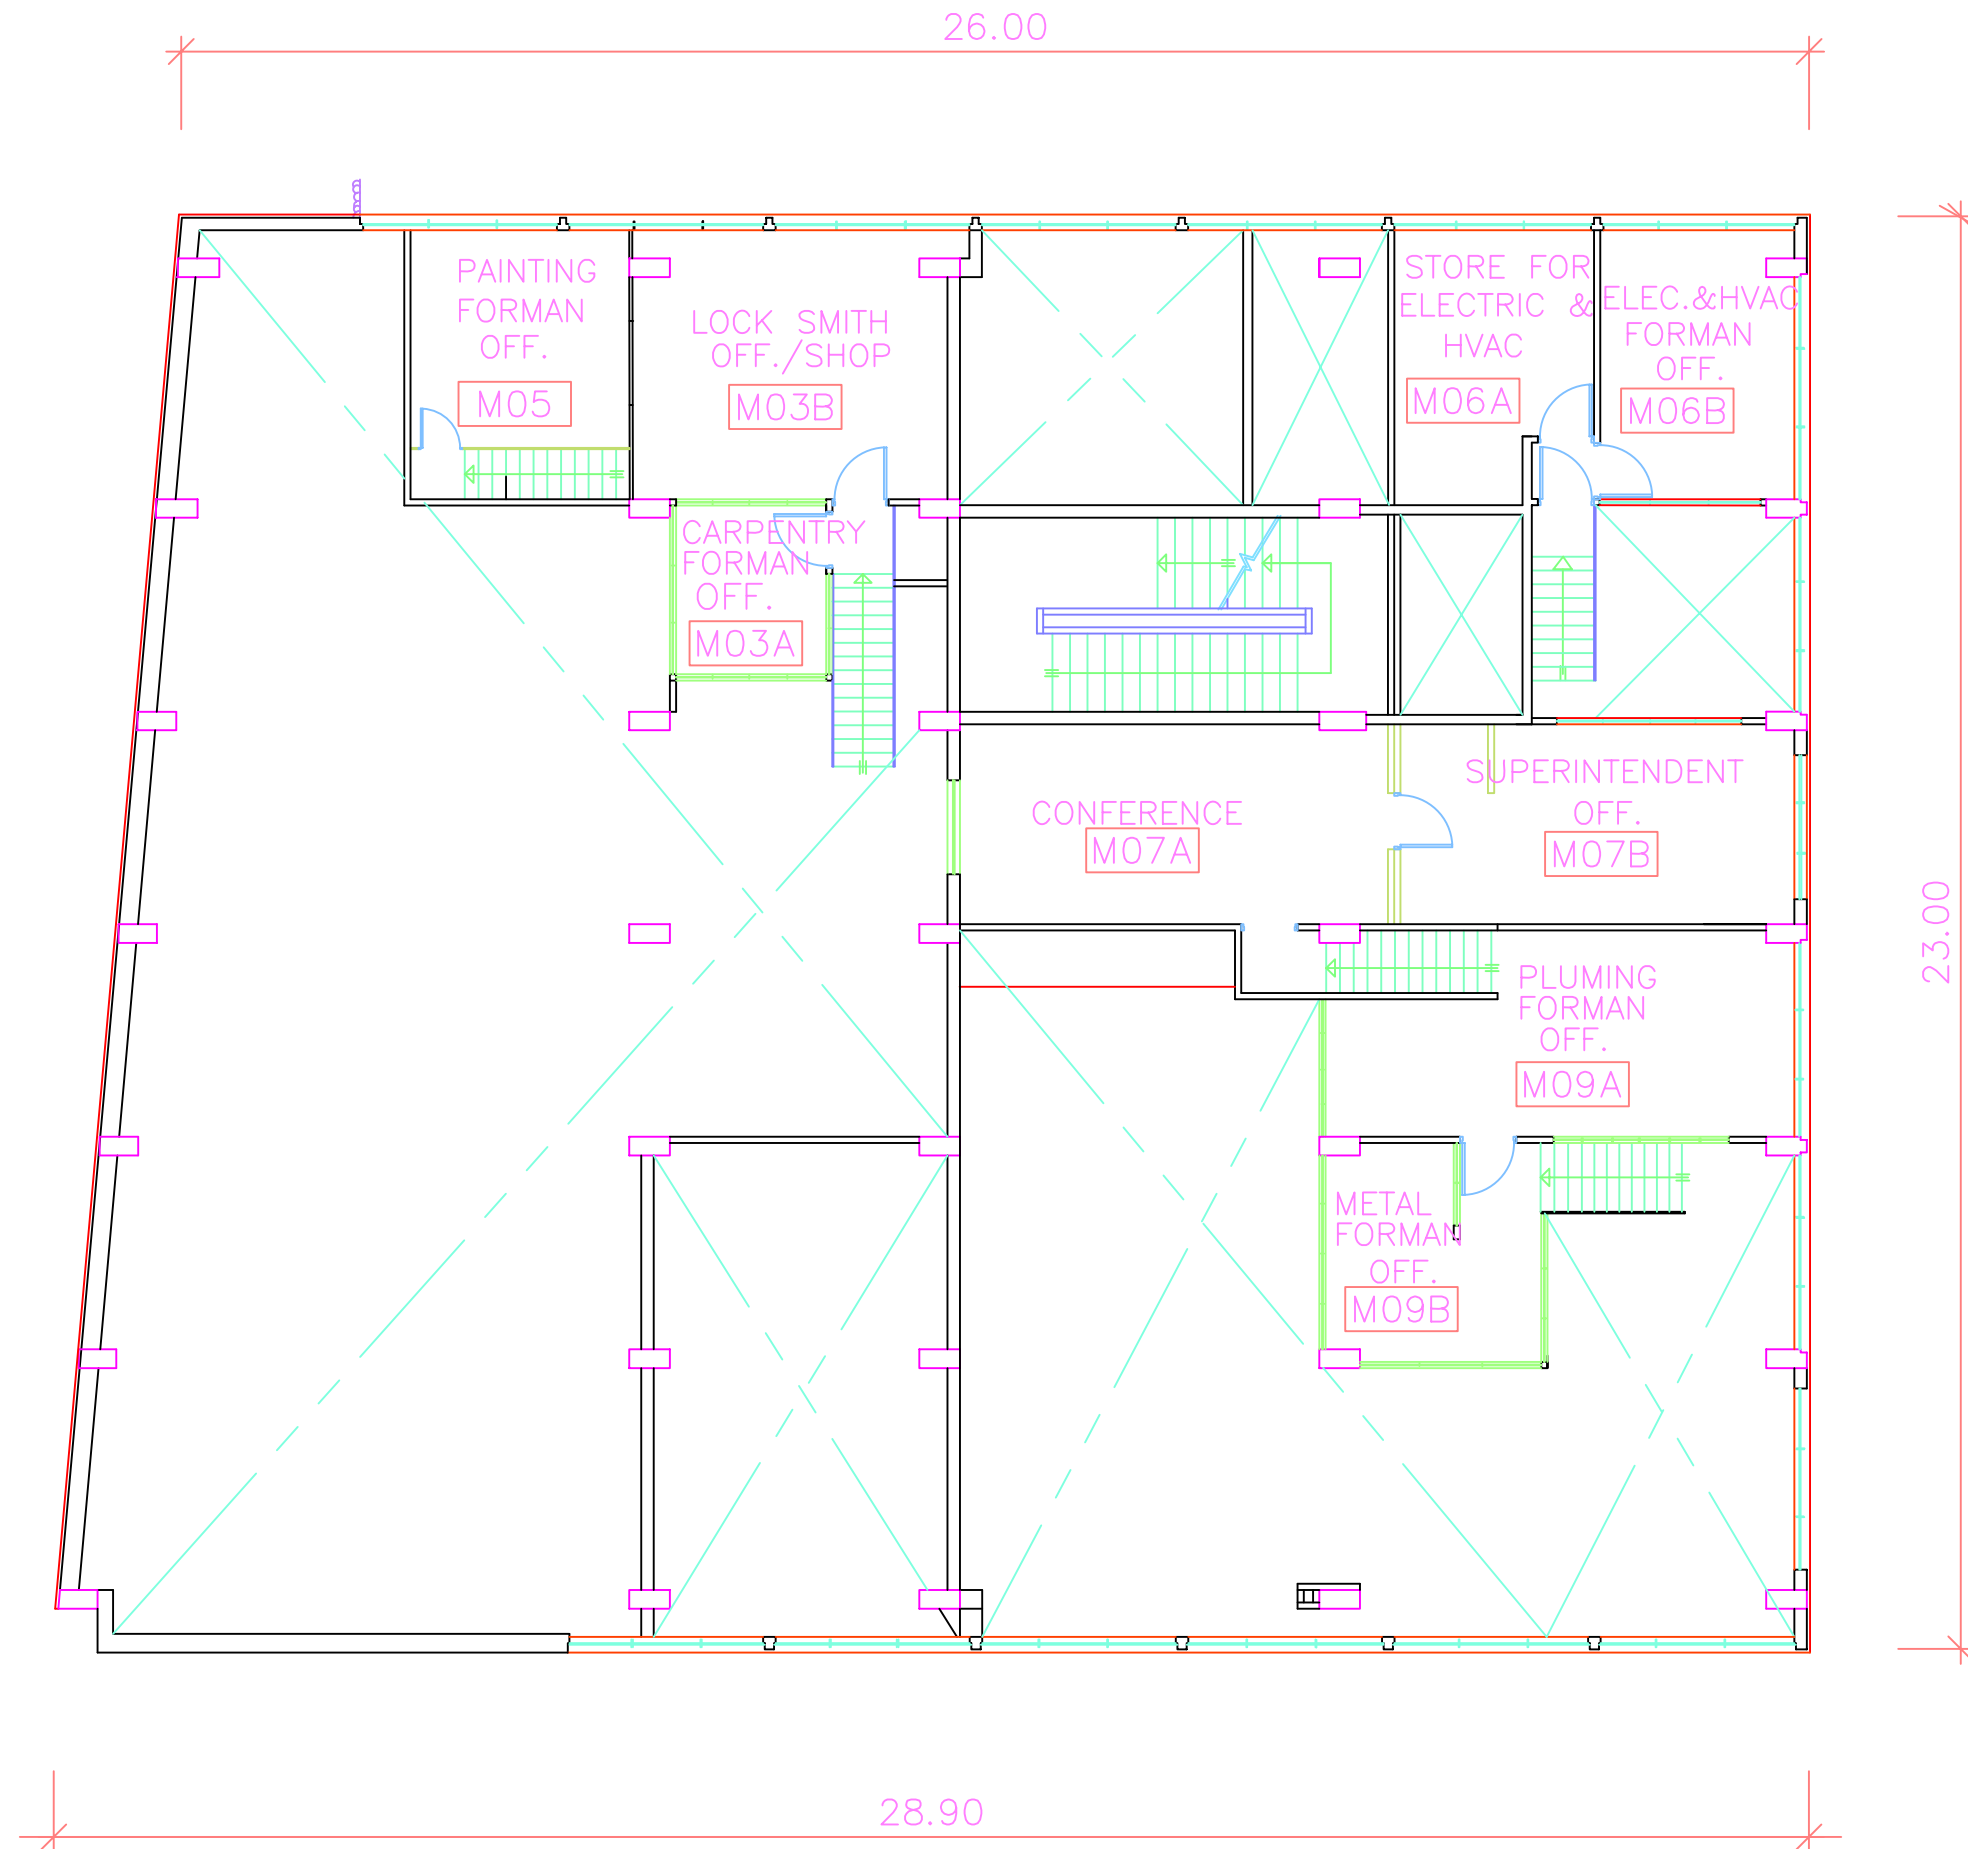 26.00
PAINTING
FORMAN
OFF.
M05
LOCK SMITH
OFF./SHOP
M03B
STORE FOR
ELECTRIC &
HVAC
M06A
ELEC.&HVAC
FORMAN
OFF.
M06B
CARPENTRY
FORMAN
OFF.
M03A
CONFERENCE
M07A
SUPERINTENDENT
OFF.
M07B
23.00
PLUMING
FORMAN
OFF.
M09A
METAL
FORMAN
OFF.
M09B
28.90